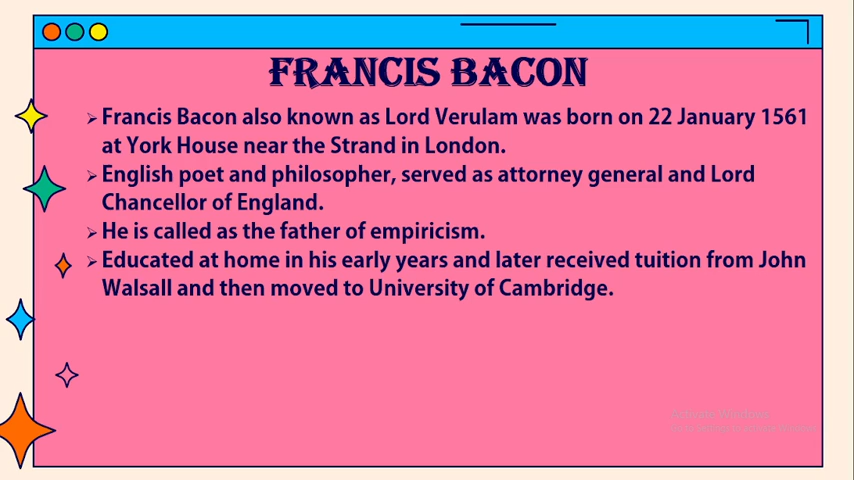 FRANCIS BACON
➢ Francis Bacon also known as Lord Verulam was born on 22 January 1561
at York House near the Strand in London.
➢ English poet and philosopher, served as attorney general and Lord
Chancellor of England.
➢ He is called as the father of empiricism.
➢ Educated at home in his early years and later received tuition from John
Walsall and then moved to University of Cambridge.
Activate Windows